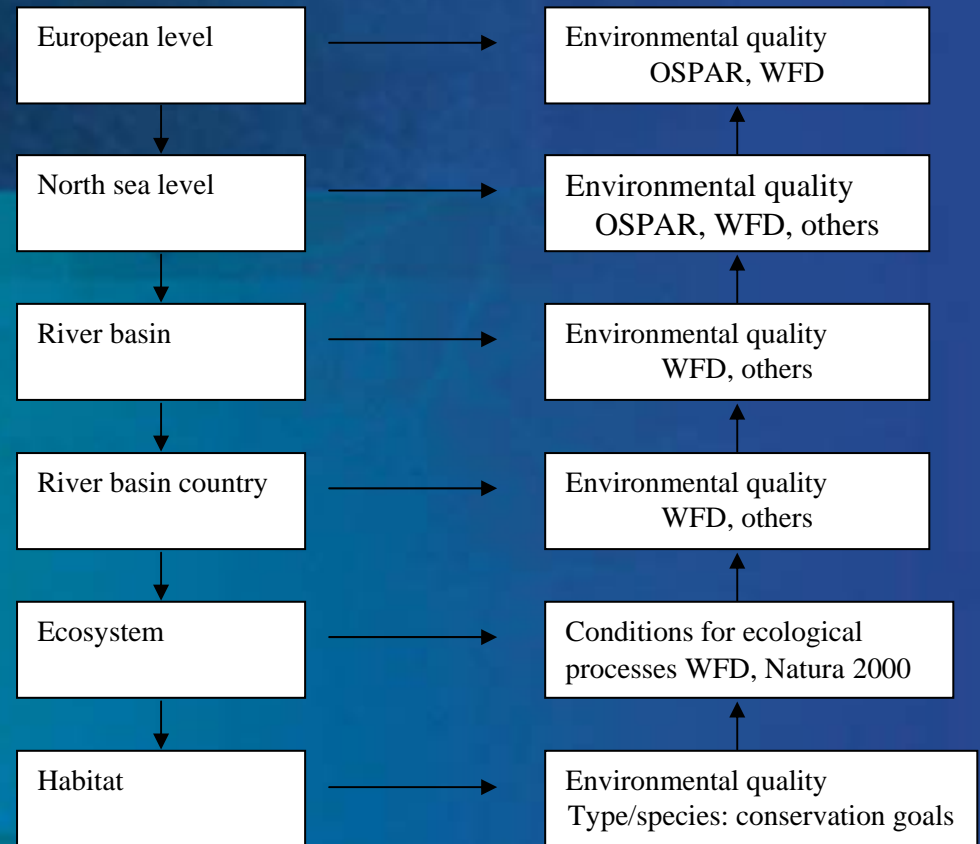 European level
Environmental quality
OSPAR, WFD
North sea level
Environmental quality
OSPAR, WFD, others
River basin
Environmental quality
WFD, others
River basin country
Environmental quality
WFD, others
Ecosystem
Conditions for ecological
processes WFD, Natura 2000
Habitat
Environmental quality
Type/species: conservation goals